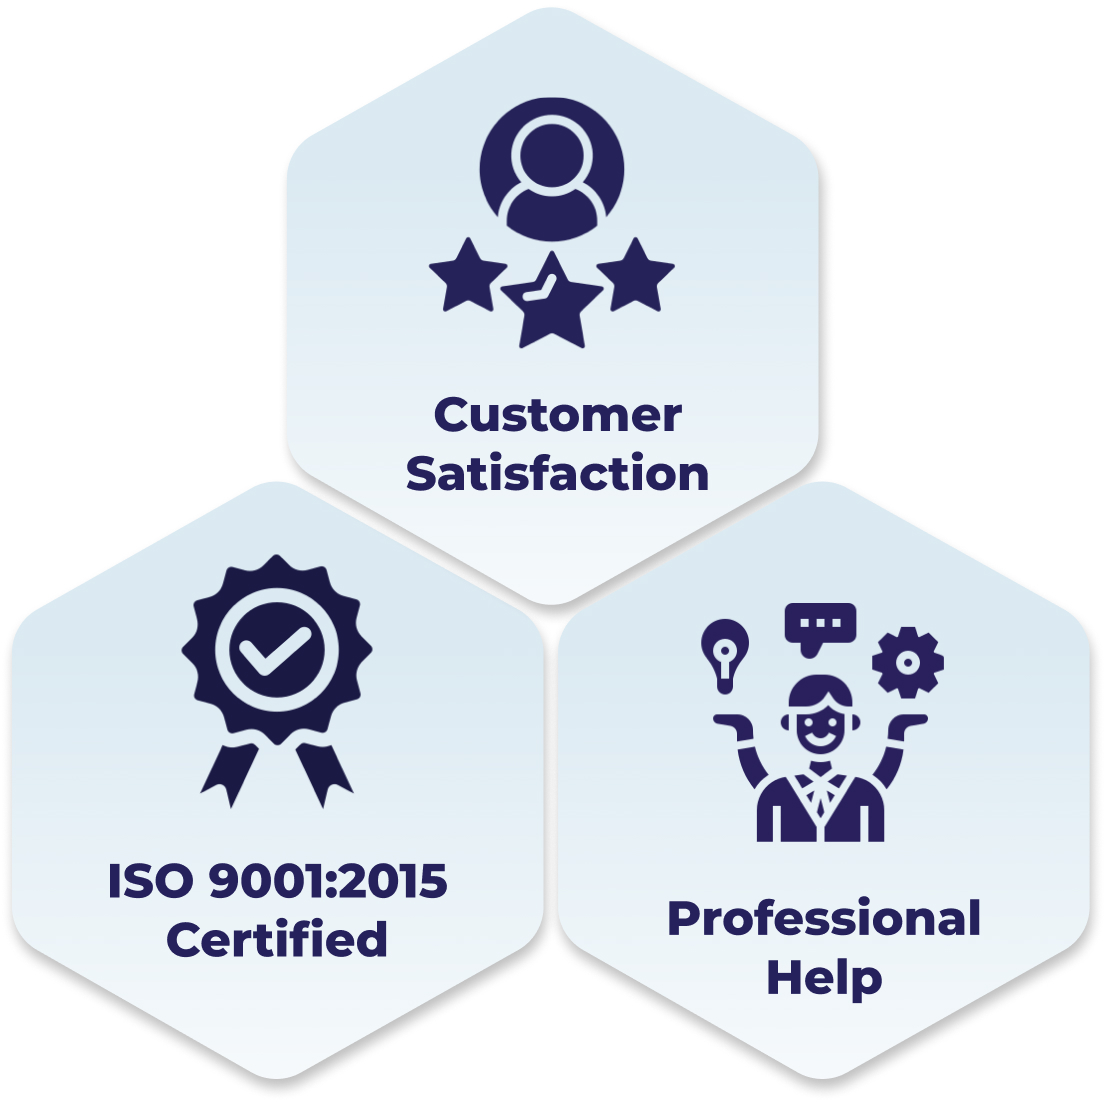 Customer
Satisfaction
ISO 9001:2015
Certified
Professional
Help